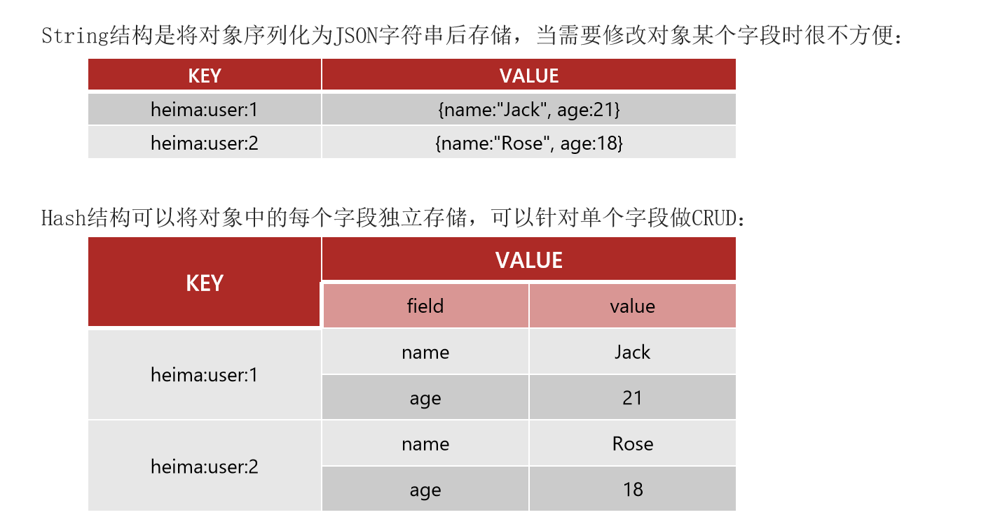 String结构是将对象序列化为JSON字符串后存储，当需要修改对象某个字段时很不方便：
KEY VALUE
heima:user:1 {name:"Jack", age:21}
heima:user:2 {name:"Rose", age:18}
Hash结构可以将对象中的每个字段独立存储，可以针对单个字段做CRUD：
KEY VALUE
field value
heima:user:1 name Jack
age 21
heima:user:2 name Rose
age 18